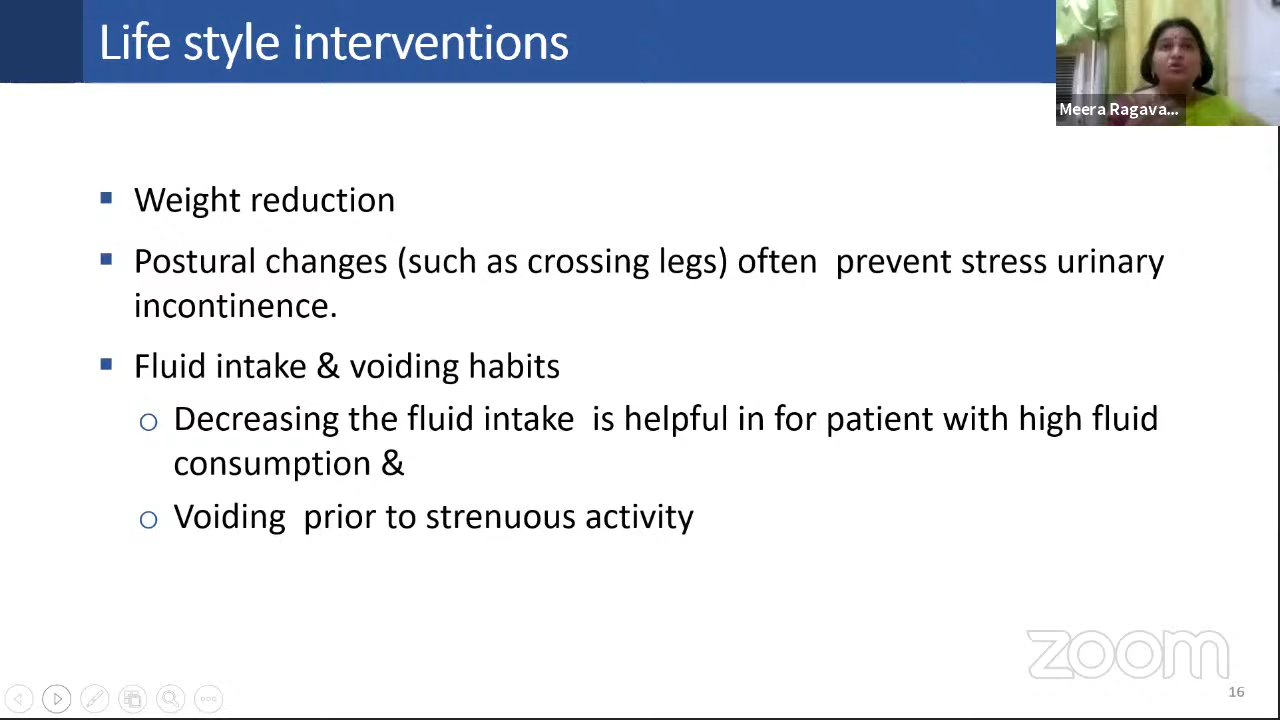 Life style interventions
Meera Ragava...
Weight reduction
Postural changes (such as crossing legs) often prevent stress urinary
incontinence.
Fluid intake & voiding habits
Decreasing the fluid intake is helpful in for patient with high fluid
consumption &
Voiding prior to strenuous activity
zoom
16